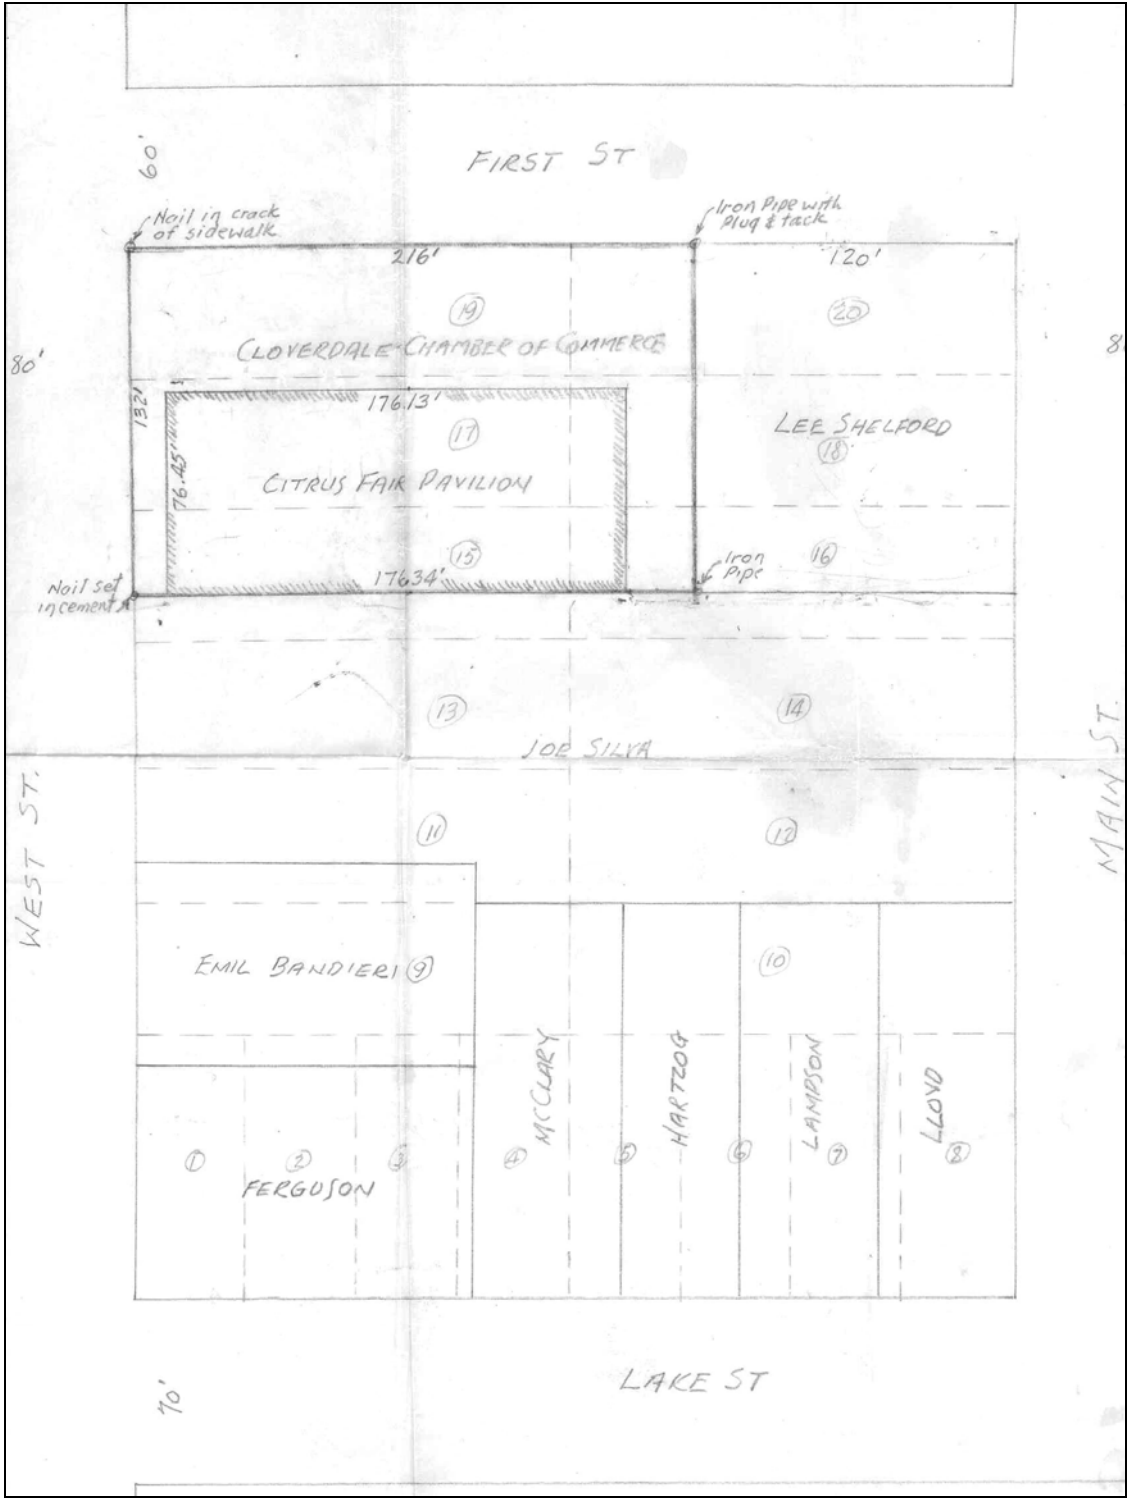 60'
FIRST ST
Nail in crack
of sidewalk
Iron Pipe with
Plug & tack
216'
120'
19
20
CLOVERDALE CHAMBER OF COMMERCE
80'
132'
176.13'
17
LEE SHELFORD
18
76.45'
CITRUS FAIR PAVILION
15
16
Iron
Pipe
176.34'
Nail set
in cement
13
14
JOE SILVA
WEST ST.
MAIN ST.
11
12
EMIL BANDIERI 9
10
McCLARY
HARTZOG
LAMPSON
LLOYD
1
2
3
4
5
6
7
8
FERGUSON
LAKE ST
70'